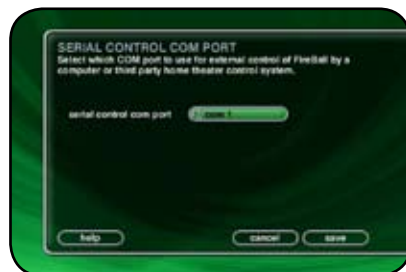 SERIAL CONTROL COM PORT
Select which COM port to use for external control of FireBall by a
computer or third party home theater control system.
serial control com port com 1
help cancel save